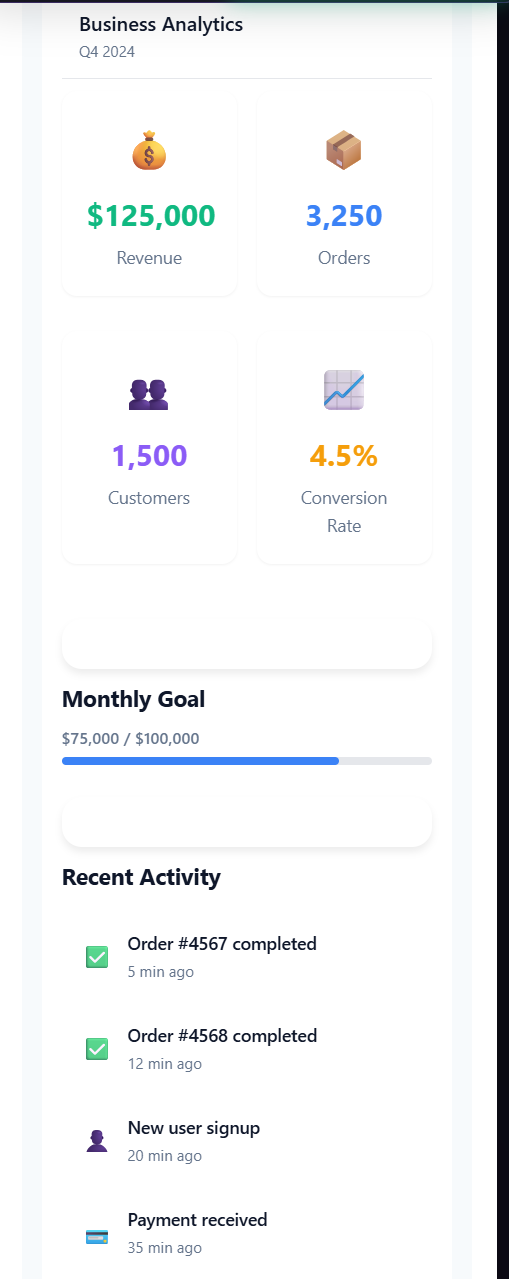 Business Analytics
Q4 2024
$125,000
Revenue
3,250
Orders
1,500
Customers
4.5%
Conversion
Rate
Monthly Goal
$75,000 / $100,000
Recent Activity
Order #4567 completed
5 min ago
Order #4568 completed
12 min ago
New user signup
20 min ago
Payment received
35 min ago